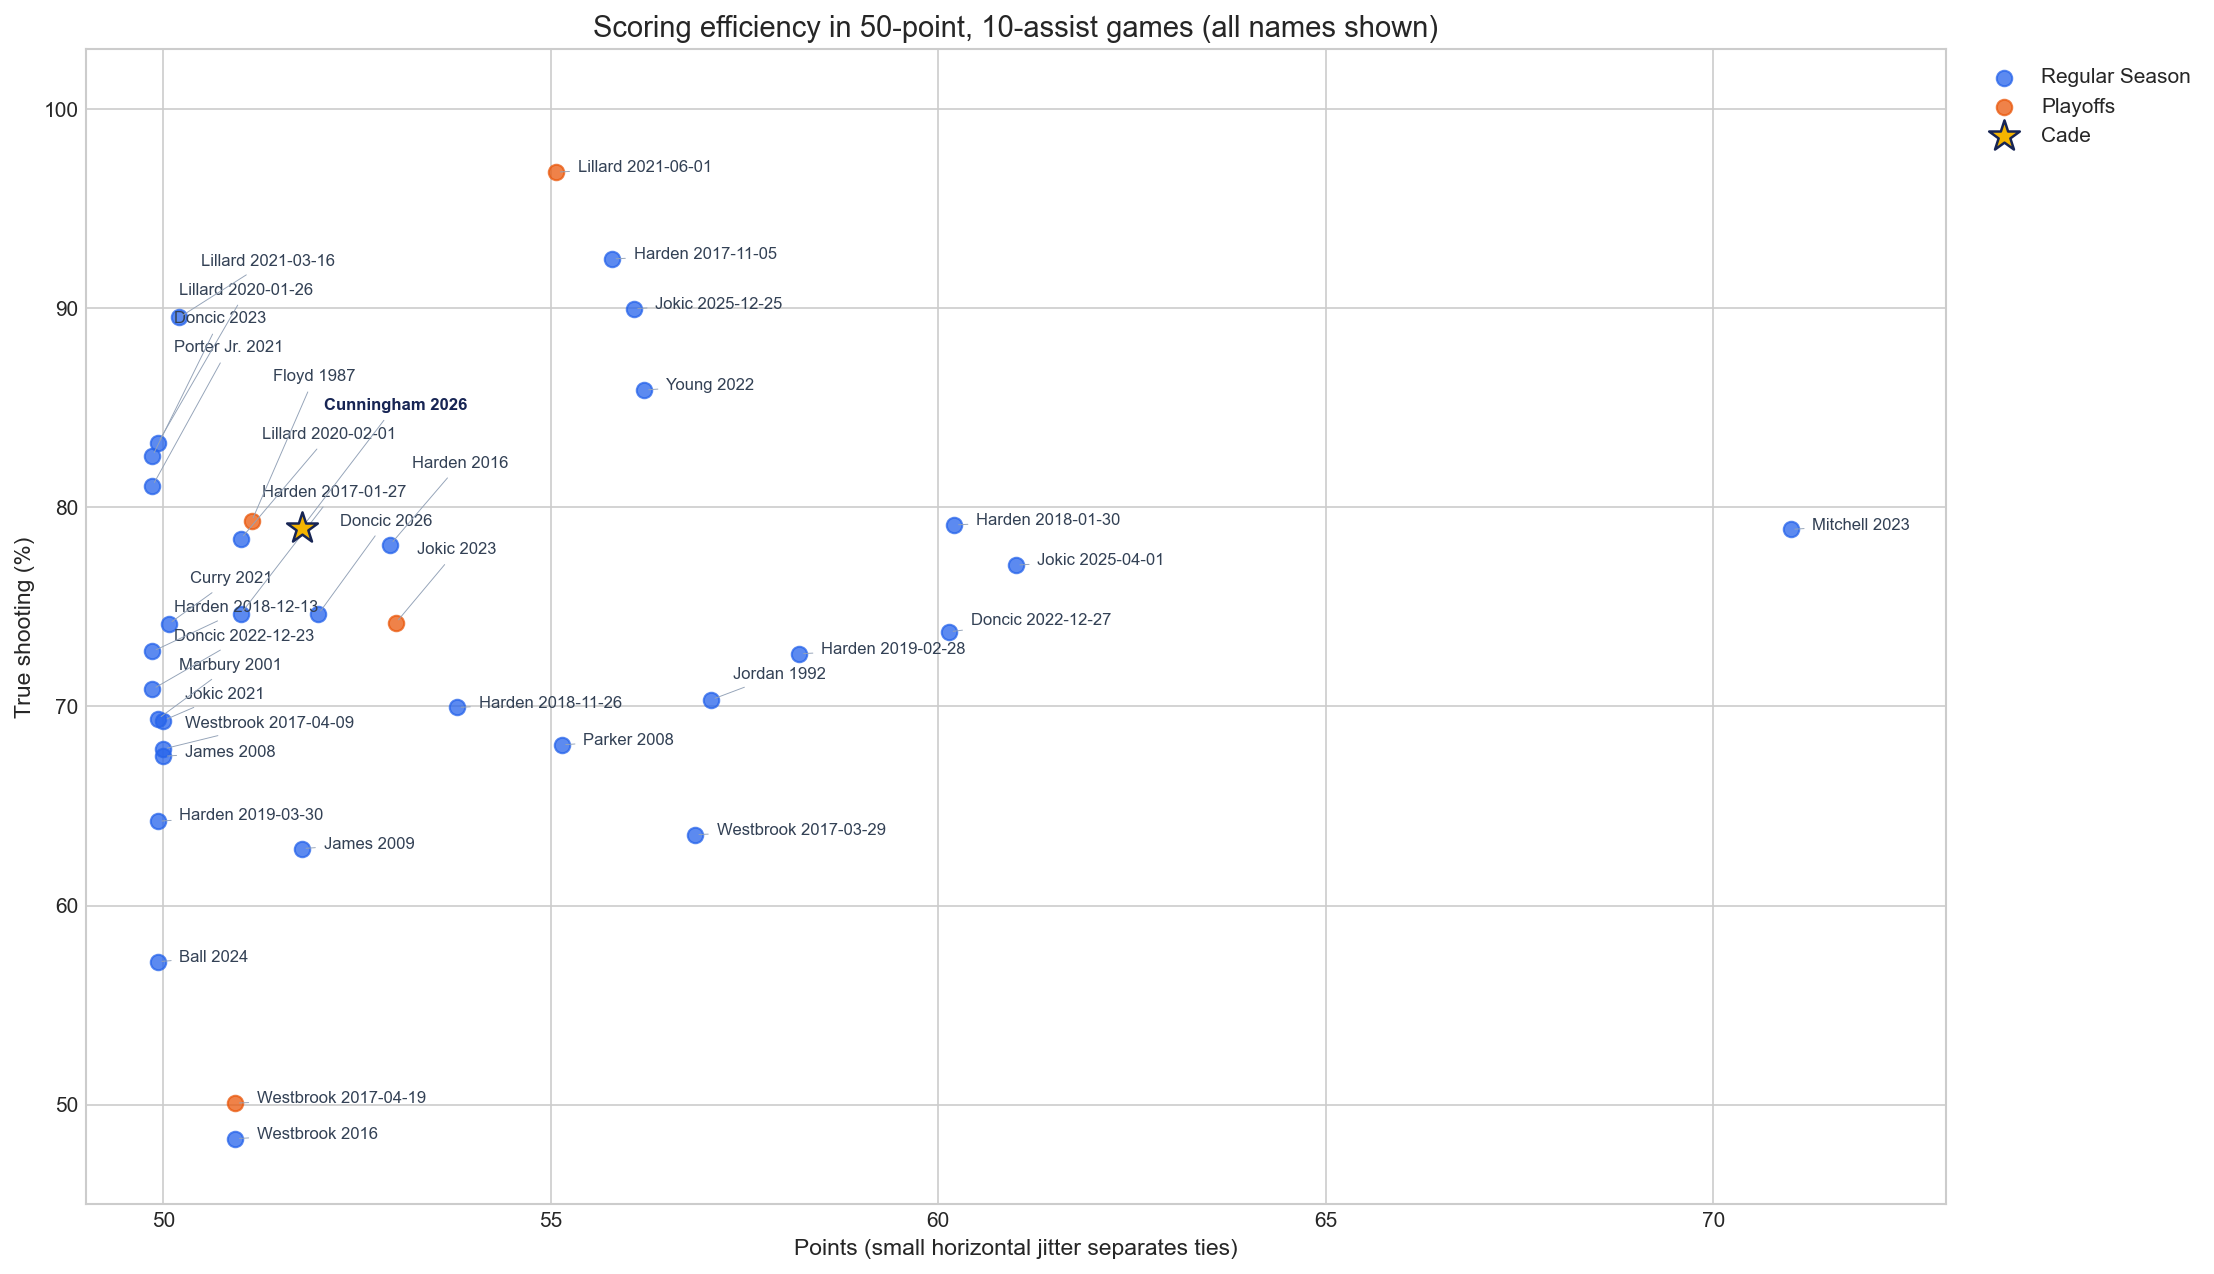 Scoring efficiency in 50-point, 10-assist games (all names shown)
Regular Season
Playoffs
Cade
100
90
80
70
60
50
True shooting (%)
Lillard 2021-06-01
Harden 2017-11-05
Lillard 2021-03-16
Lillard 2020-01-26
Jokic 2025-12-25
Doncic 2023
Porter Jr. 2021
Floyd 1987
Young 2022
Cunningham 2026
Lillard 2020-02-01
Harden 2016
Harden 2017-01-27
Doncic 2026
Harden 2018-01-30
Mitchell 2023
Jokic 2023
Jokic 2025-04-01
Curry 2021
Harden 2018-12-13
Doncic 2022-12-27
Doncic 2022-12-23
Harden 2019-02-28
Marbury 2001
Jordan 1992
Jokic 2021
Harden 2018-11-26
Westbrook 2017-04-09
Parker 2008
James 2008
Harden 2019-03-30
Westbrook 2017-03-29
James 2009
Ball 2024
Westbrook 2017-04-19
Westbrook 2016
50
55
60
65
70
Points (small horizontal jitter separates ties)